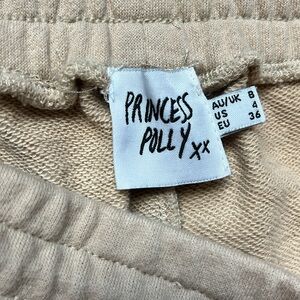 PRINCESS
POLLY xx
AU/UK 8
US 4
EU 36